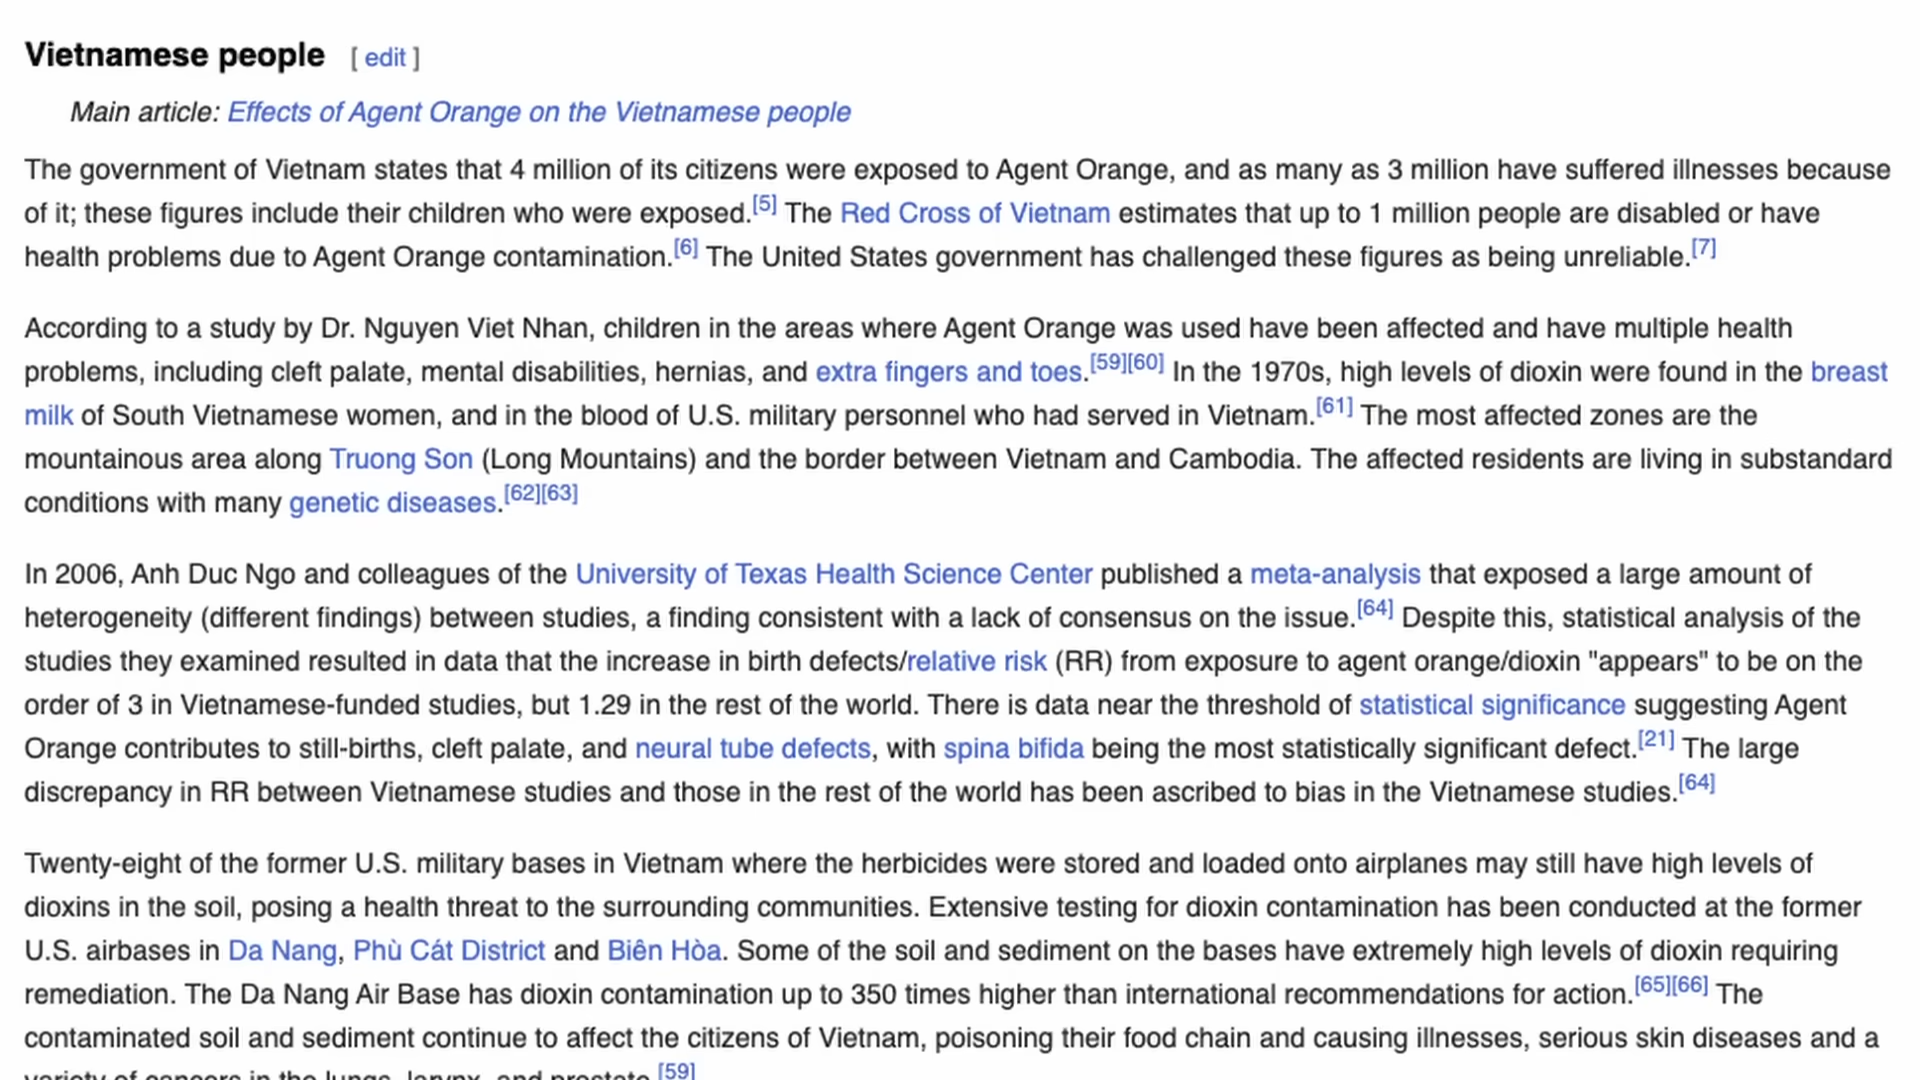 Vietnamese people [ edit ]
Main article: Effects of Agent Orange on the Vietnamese people
The government of Vietnam states that 4 million of its citizens were exposed to Agent Orange, and as many as 3 million have suffered illnesses because
of it; these figures include their children who were exposed.[5] The Red Cross of Vietnam estimates that up to 1 million people are disabled or have
health problems due to Agent Orange contamination.[6] The United States government has challenged these figures as being unreliable.[7]
According to a study by Dr. Nguyen Viet Nhan, children in the areas where Agent Orange was used have been affected and have multiple health
problems, including cleft palate, mental disabilities, hernias, and extra fingers and toes.[59][60] In the 1970s, high levels of dioxin were found in the breast
milk of South Vietnamese women, and in the blood of U.S. military personnel who had served in Vietnam.[61] The most affected zones are the
mountainous area along Truong Son (Long Mountains) and the border between Vietnam and Cambodia. The affected residents are living in substandard
conditions with many genetic diseases.[62][63]
In 2006, Anh Duc Ngo and colleagues of the University of Texas Health Science Center published a meta-analysis that exposed a large amount of
heterogeneity (different findings) between studies, a finding consistent with a lack of consensus on the issue.[64] Despite this, statistical analysis of the
studies they examined resulted in data that the increase in birth defects/relative risk (RR) from exposure to agent orange/dioxin "appears" to be on the
order of 3 in Vietnamese-funded studies, but 1.29 in the rest of the world. There is data near the threshold of statistical significance suggesting Agent
Orange contributes to still-births, cleft palate, and neural tube defects, with spina bifida being the most statistically significant defect.[21] The large
discrepancy in RR between Vietnamese studies and those in the rest of the world has been ascribed to bias in the Vietnamese studies.[64]
Twenty-eight of the former U.S. military bases in Vietnam where the herbicides were stored and loaded onto airplanes may still have high levels of
dioxins in the soil, posing a health threat to the surrounding communities. Extensive testing for dioxin contamination has been conducted at the former
U.S. airbases in Da Nang, Phù Cát District and Biên Hòa. Some of the soil and sediment on the bases have extremely high levels of dioxin requiring
remediation. The Da Nang Air Base has dioxin contamination up to 350 times higher than international recommendations for action.[65][66] The
contaminated soil and sediment continue to affect the citizens of Vietnam, poisoning their food chain and causing illnesses, serious skin diseases and a
variety of cancers in the lungs, larynx, and prostate.[59]